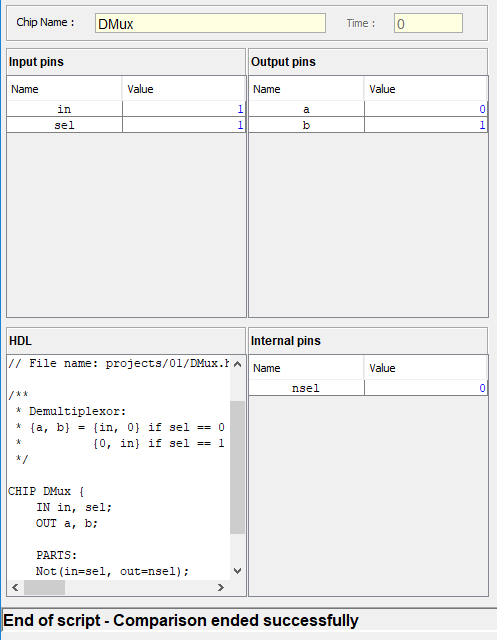 Chip Name : DMux Time : 0
Input pins Output pins
Name Value Name Value
in 1 a 0
sel 1 b 1
HDL Internal pins
// File name: projects/01/DMux.h
Name Value
nsel 0
/**
 * Demultiplexor:
 * {a, b} = {in, 0} if sel == 0
 *          {0, in} if sel == 1
 */
CHIP DMux {
    IN in, sel;
    OUT a, b;
    PARTS:
    Not(in=sel, out=nsel);
End of script - Comparison ended successfully